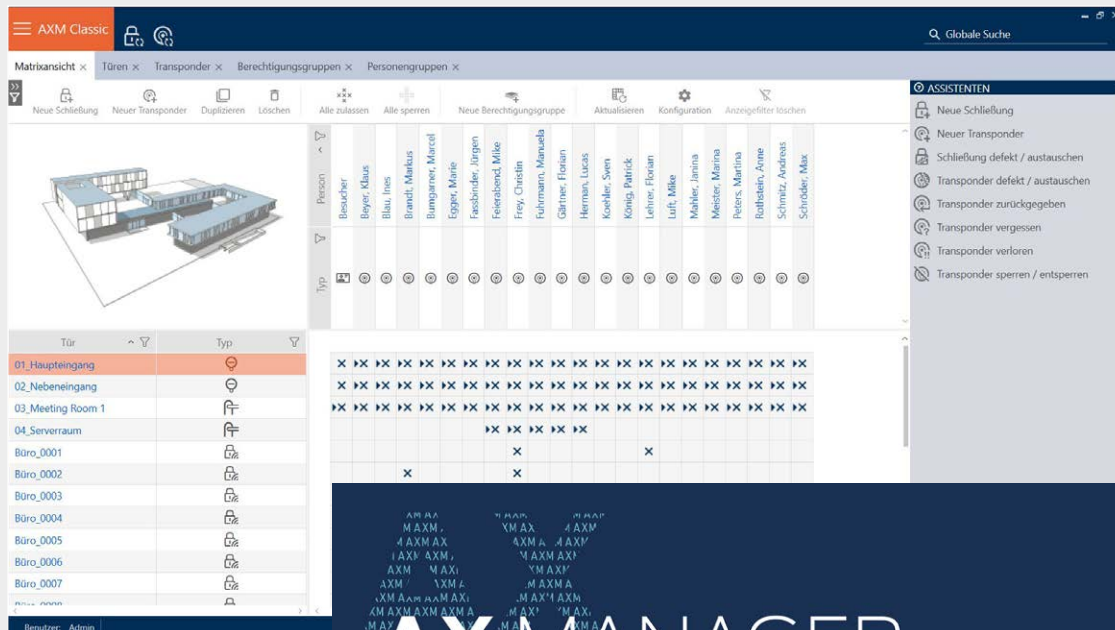 AXM Classic
Globale Suche
Matrixansicht × Türen × Transponder × Berechtigungsgruppen × Personengruppen ×
Neue Schließung Neuer Transponder Duplizieren Löschen Alle zulassen Alle sperren Neue Berechtigungsgruppe Aktualisieren Konfiguration Anzeigefilter löschen
ASSISTENTEN
Neue Schließung
Neuer Transponder
Schließung defekt / austauschen
Transponder defekt / austauschen
Transponder zurückgegeben
Transponder vergessen
Transponder verloren
Transponder sperren / entsperren
Person
Besucher
Beyer, Klaus
Blau, Ines
Brandt, Markus
Bumgarner, Marcel
Egger, Marie
Fassbinder, Jürgen
Feierabend, Mike
Frey, Christin
Fuhrmann, Manuela
Gärtner, Florian
Herman, Lucas
Koehler, Sven
König, Patrick
Lehrer, Florian
Luft, Mike
Mahler, Janina
Meister, Marina
Peters, Martina
Rothstein, Anne
Schmitz, Andreas
Schröder, Max
Typ
Tür Typ
01_Haupteingang
02_Nebeneingang
03_Meeting Room 1
04_Serverraum
Büro_0001
Büro_0002
Büro_0003
Büro_0004
Büro_0005
Büro_0006
Büro_0007
Benutzer: Admin
AX MANAGER